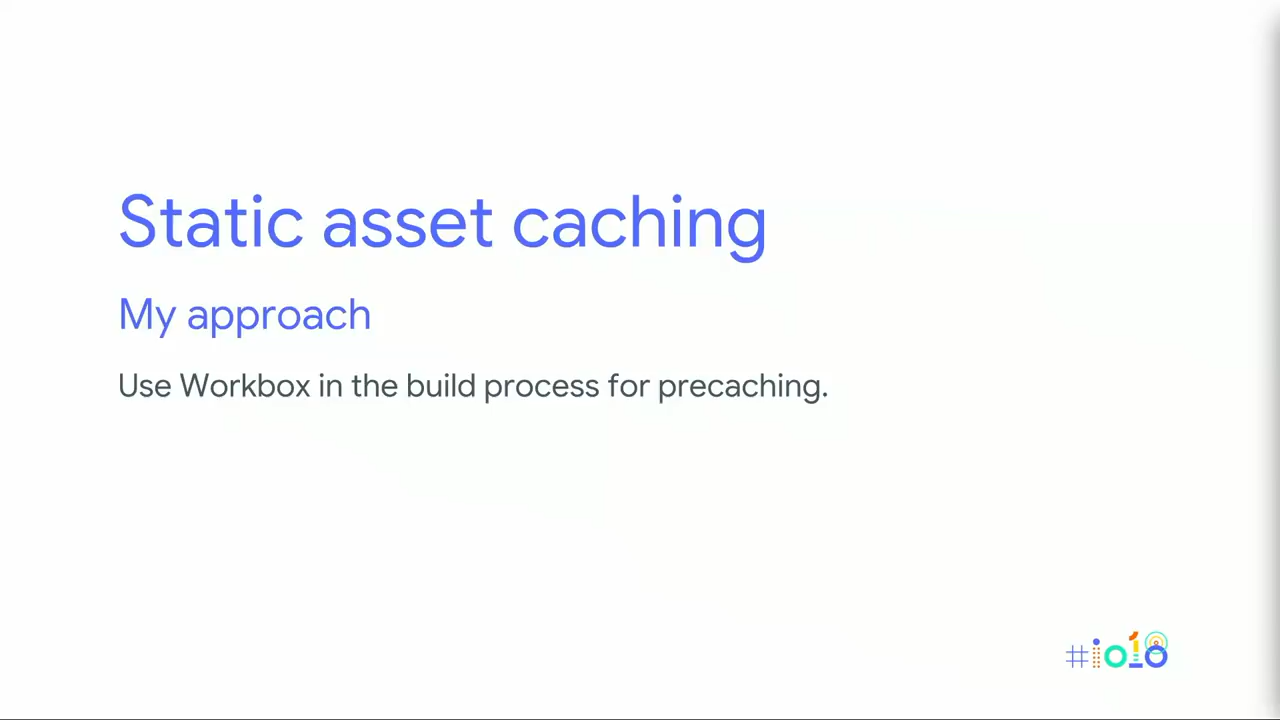 Static asset caching
My approach
Use Workbox in the build process for precaching.
#io18